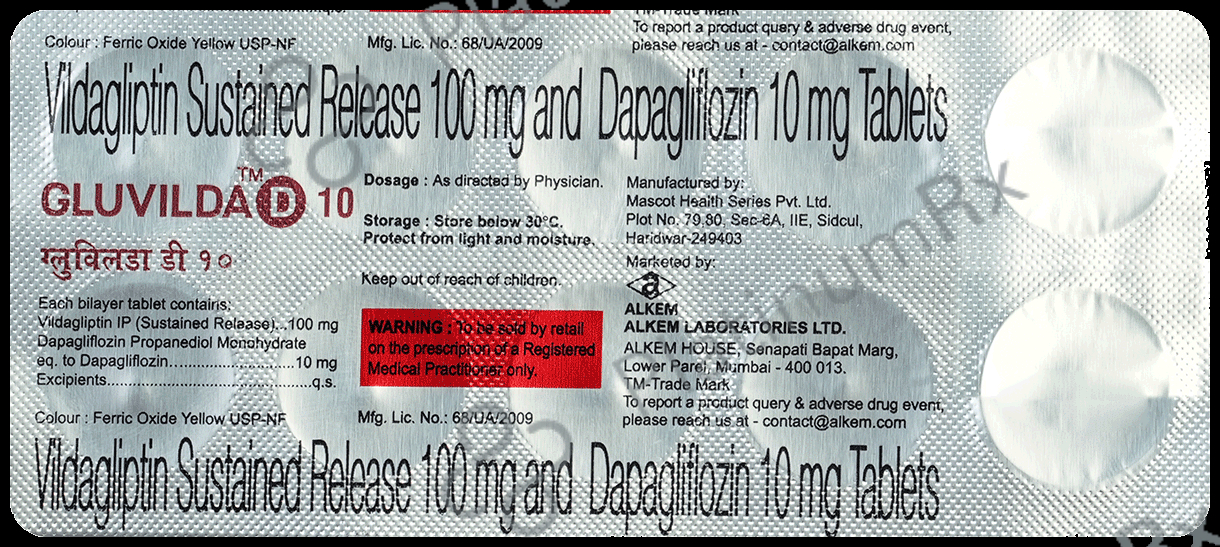 TM-Trade Mark
To report a product query & adverse drug event,
please reach us at - contact@alkem.com
Colour : Ferric Oxide Yellow USP-NF
Mfg. Lic. No.: 68/UA/2009
Vildagliptin Sustained Release 100 mg and Dapagliflozin 10 mg Tablets
GLUVILDA D 10
TM
ग्लुविलडा डी १०
Each bilayer tablet contains:
Vildagliptin IP (Sustained Release)...100 mg
Dapagliflozin Propanediol Monohydrate
eq. to Dapagliflozin..............................10 mg
Excipients.................................................q.s.
Colour : Ferric Oxide Yellow USP-NF
Dosage : As directed by Physician.
Storage : Store below 30°C.
Protect from light and moisture.
Keep out of reach of children.
WARNING : To be sold by retail
on the prescription of a Registered
Medical Practitioner only.
Mfg. Lic. No.: 68/UA/2009
Manufactured by:
Mascot Health Series Pvt. Ltd.
Plot No. 79,80, Sec-6A, IIE, Sidcul,
Haridwar-249403
Marketed by:
a
ALKEM
ALKEM LABORATORIES LTD.
ALKEM HOUSE, Senapati Bapat Marg,
Lower Parel, Mumbai - 400 013.
TM-Trade Mark
To report a product query & adverse drug event,
please reach us at - contact@alkem.com
Vildagliptin Sustained Release 100 mg and Dapagliflozin 10 mg Tablets